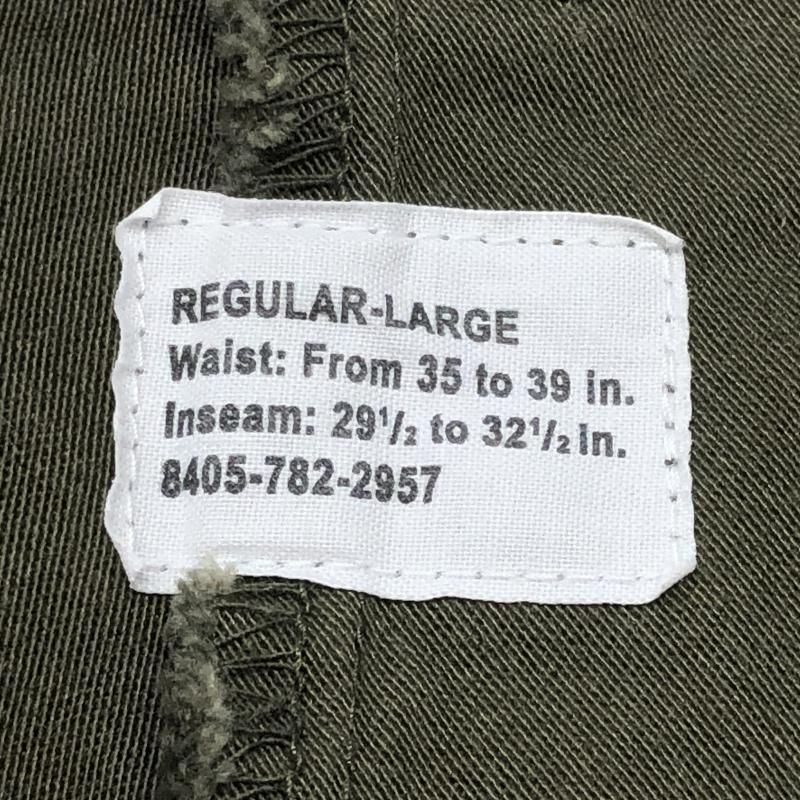 REGULAR-LARGE
Waist: From 35 to 39 in.
Inseam: 29½ to 32½ in.
8405-782-2957